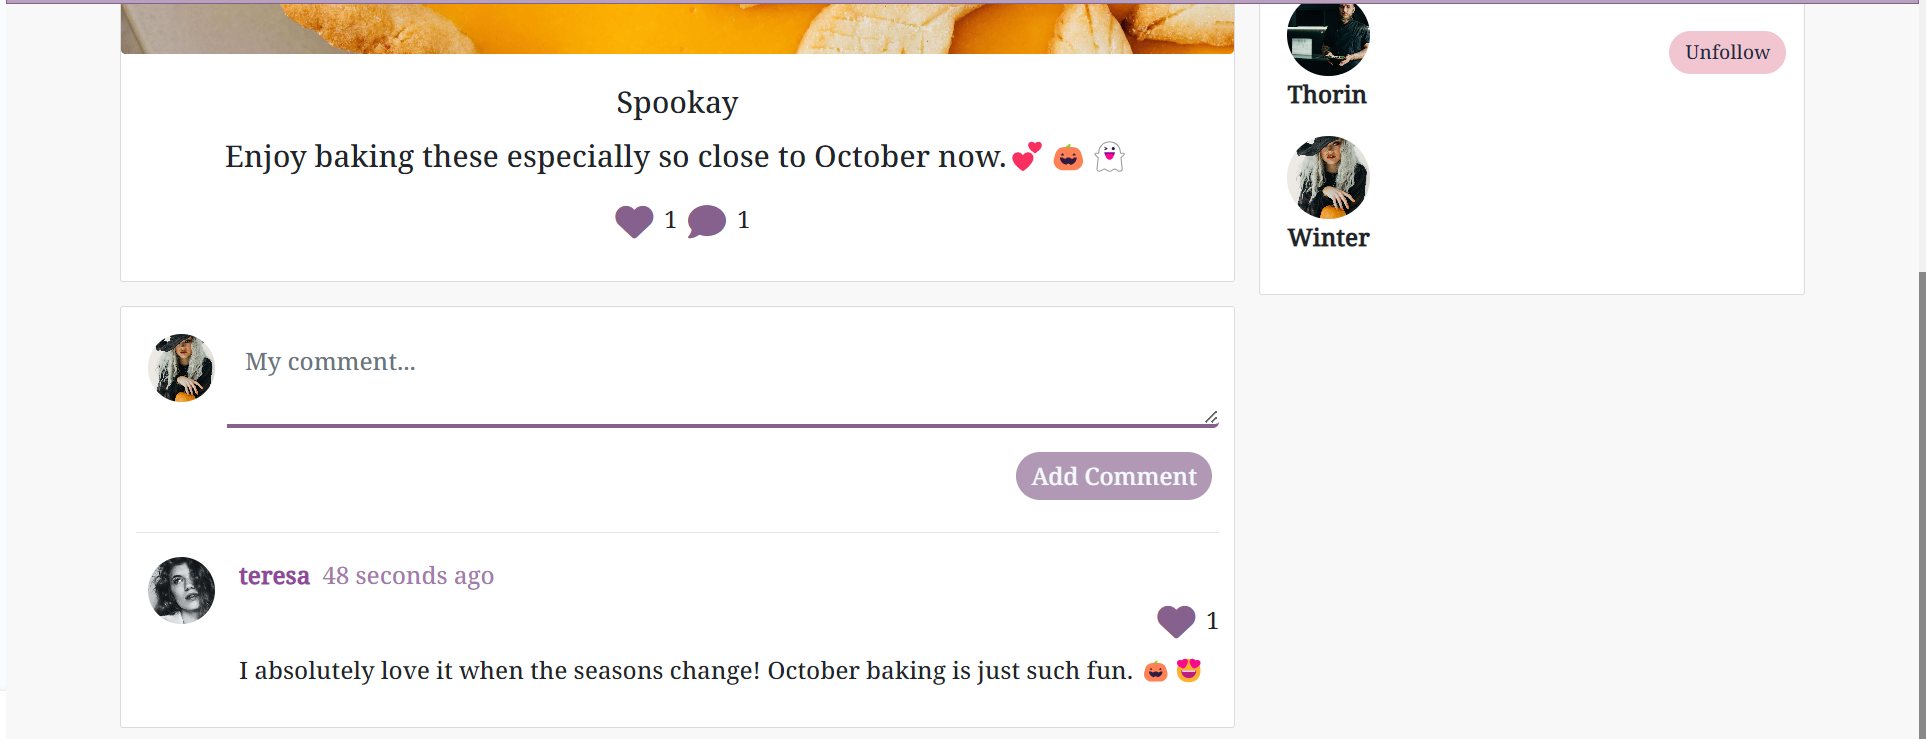 Spookay
Enjoy baking these especially so close to October now.💕 🎃 👻
1 1
My comment...
Add Comment
teresa 48 seconds ago
1
I absolutely love it when the seasons change! October baking is just such fun. 🎃 😍
Unfollow
Thorin
Winter